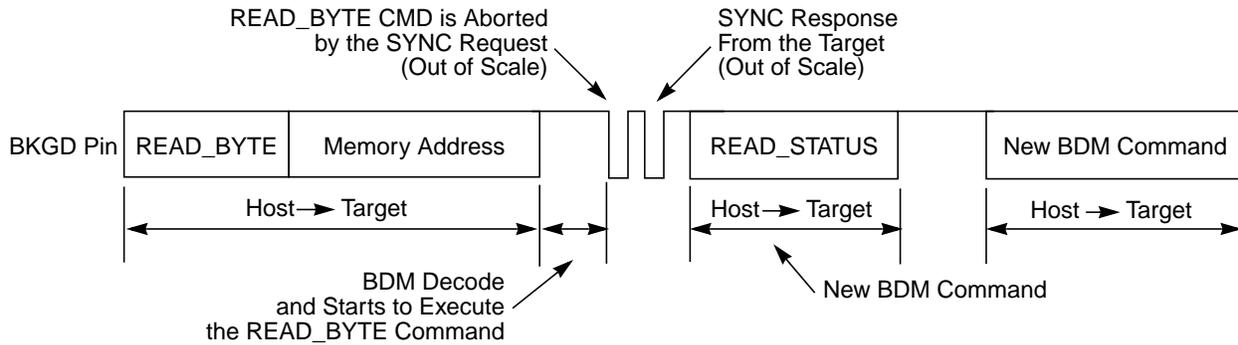 READ_BYTE CMD is Aborted
by the SYNC Request
(Out of Scale)
SYNC Response
From the Target
(Out of Scale)
BKGD Pin
READ_BYTE
Memory Address
READ_STATUS
New BDM Command
Host → Target
Host → Target
Host → Target
BDM Decode
and Starts to Execute
the READ_BYTE Command
New BDM Command